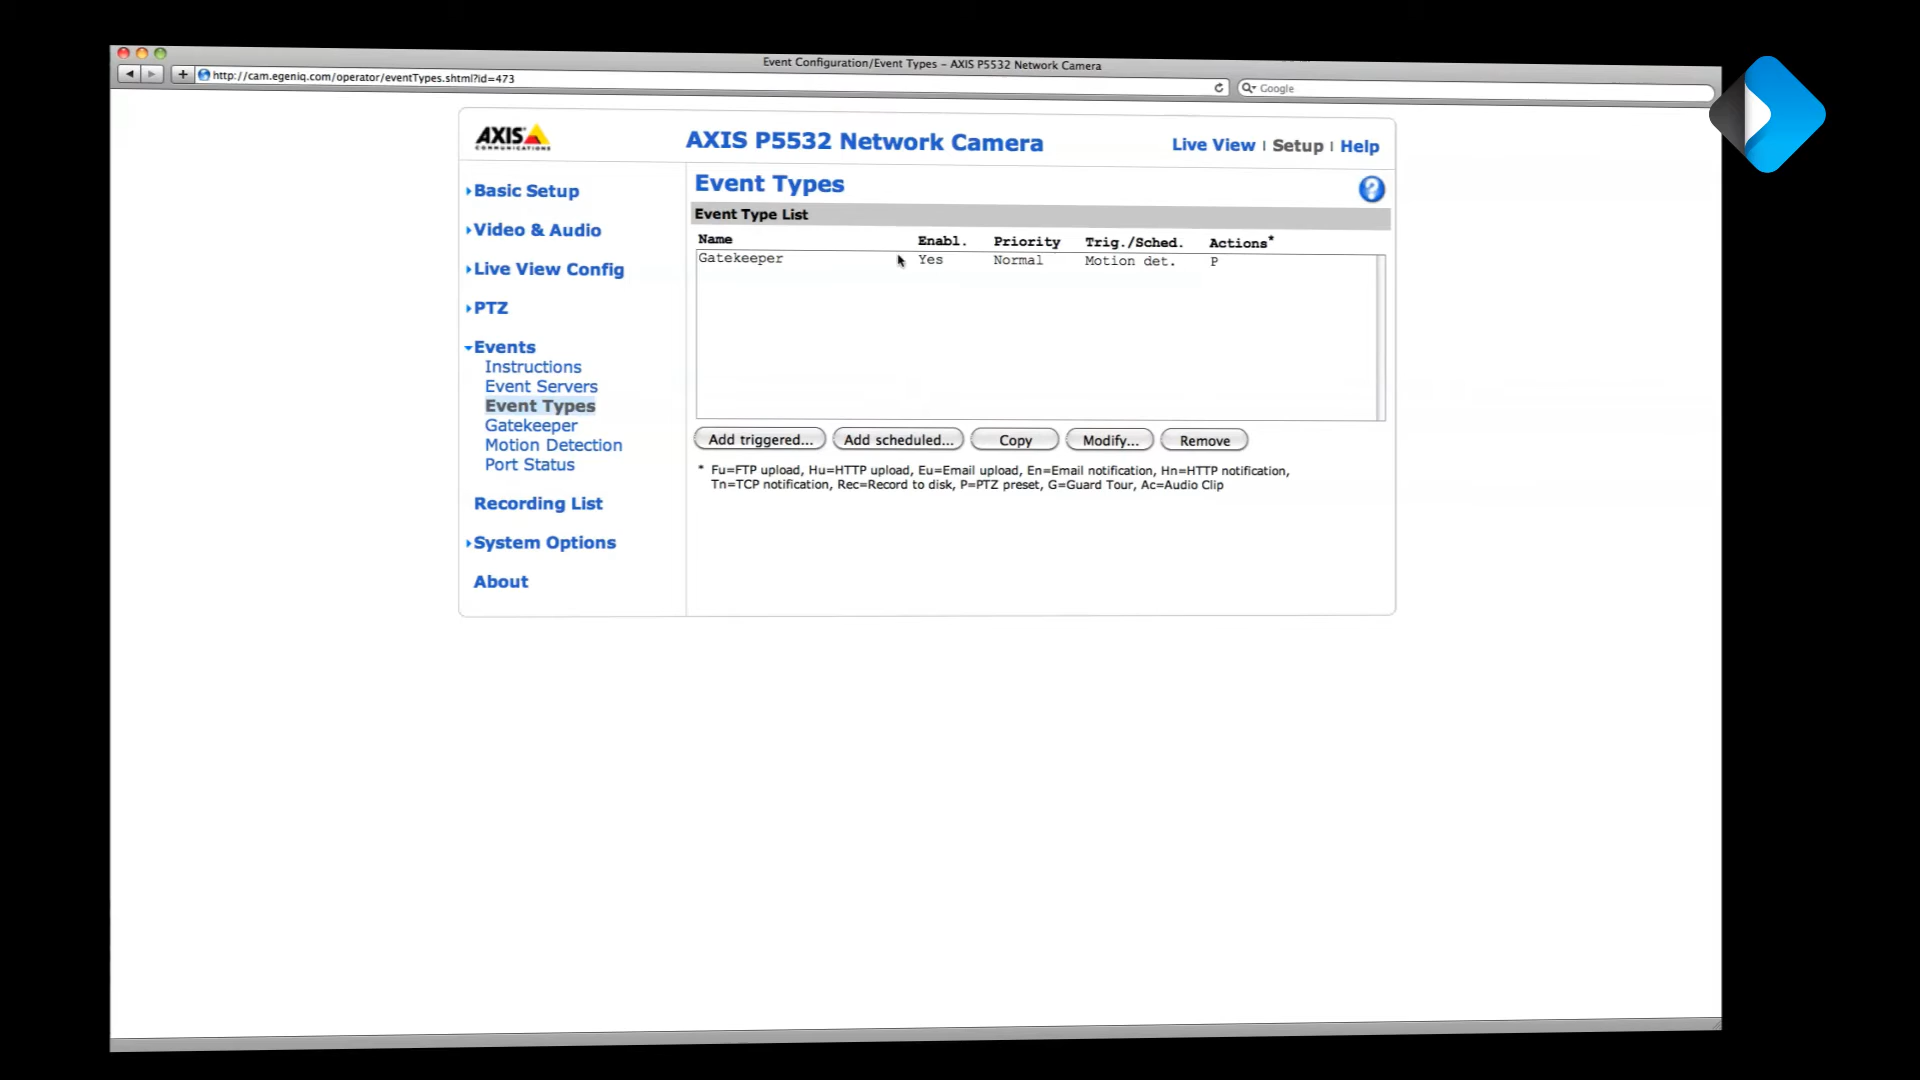 Event Configuration/Event Types – AXIS P5532 Network Camera
http://cam.egeniq.com/operator/eventTypes.shtml?id=473
Google
AXIS
COMMUNICATIONS
AXIS P5532 Network Camera
Live View | Setup | Help
Basic Setup
Video & Audio
Live View Config
PTZ
Events
Instructions
Event Servers
Event Types
Gatekeeper
Motion Detection
Port Status
Recording List
System Options
About
Event Types
?
Event Type List
Name Enabl. Priority Trig./Sched. Actions*
Gatekeeper Yes Normal Motion det. P
Add triggered... Add scheduled... Copy Modify... Remove
* Fu=FTP upload, Hu=HTTP upload, Eu=Email upload, En=Email notification, Hn=HTTP notification,
Tn=TCP notification, Rec=Record to disk, P=PTZ preset, G=Guard Tour, Ac=Audio Clip